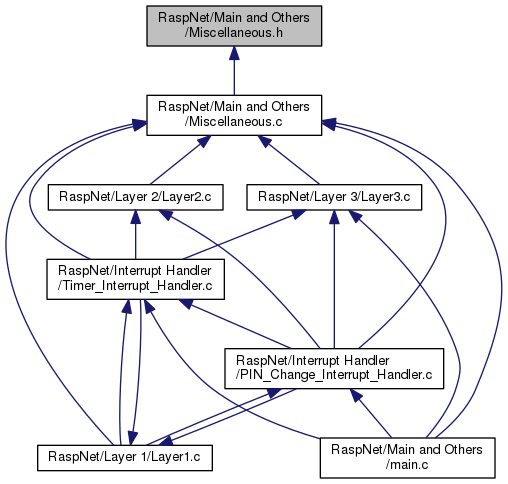 RaspNet/Main and Others
/Miscellaneous.h
RaspNet/Main and Others
/Miscellaneous.c
RaspNet/Layer 2/Layer2.c
RaspNet/Layer 3/Layer3.c
RaspNet/Interrupt Handler
/Timer_Interrupt_Handler.c
RaspNet/Interrupt Handler
/PIN_Change_Interrupt_Handler.c
RaspNet/Layer 1/Layer1.c
RaspNet/Main and Others
/main.c